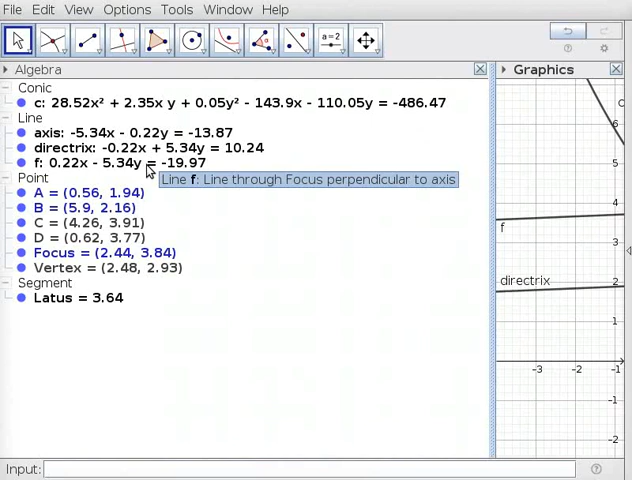 File Edit View Options Tools Window Help
a=2
Algebra
Graphics
Conic
c: 28.52x² + 2.35x y + 0.05y² - 143.9x - 110.05y = -486.47
Line
axis: -5.34x - 0.22y = -13.87
directrix: -0.22x + 5.34y = 10.24
f: 0.22x - 5.34y = -19.97
Line f: Line through Focus perpendicular to axis
Point
A = (0.56, 1.94)
B = (5.9, 2.16)
C = (4.26, 3.91)
D = (0.62, 3.77)
Focus = (2.44, 3.84)
Vertex = (2.48, 2.93)
Segment
Latus = 3.64
c
6
5
4
3
f
directrix
2
1
-3 -2 -1
-1
-2
Input: